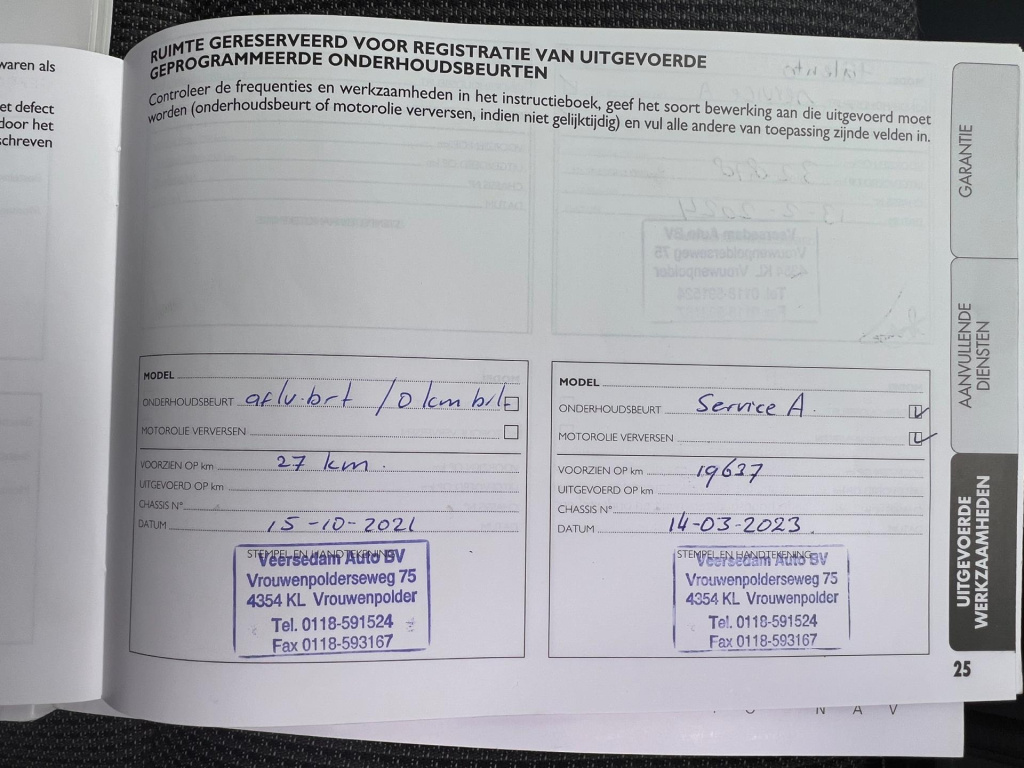 waren als
et defect
door het
schreven
RUIMTE GERESERVEERD VOOR REGISTRATIE VAN UITGEVOERDE
GEPROGRAMMEERDE ONDERHOUDSBEURTEN
Controleer de frequenties en werkzaamheden in het instructieboek, geef het soort bewerking aan die uitgevoerd moet
worden (onderhoudsbeurt of motorolie verversen, indien niet gelijktijdig) en vul alle andere van toepassing zijnde velden in.
MODEL
ONDERHOUDSBEURT aflv.brt / 0 km brt
MOTOROLIE VERVERSEN
VOORZIEN OP km 27 km.
UITGEVOERD OP km
CHASSIS N°
DATUM 15-10-2021
STEMPEL EN HANDTEKENING
Veersedam Auto BV
Vrouwenpolderseweg 75
4354 KL Vrouwenpolder
Tel. 0118-591524
Fax 0118-593167
MODEL
ONDERHOUDSBEURT Service A.
MOTOROLIE VERVERSEN
VOORZIEN OP km 19637
UITGEVOERD OP km
CHASSIS N°
DATUM 14-03-2023
STEMPEL EN HANDTEKENING
Veersedam Auto BV
Vrouwenpolderseweg 75
4354 KL Vrouwenpolder
Tel. 0118-591524
Fax 0118-593167
GARANTIE
AANVULLENDE
DIENSTEN
UITGEVOERDE
WERKZAAMHEDEN
25
N A V